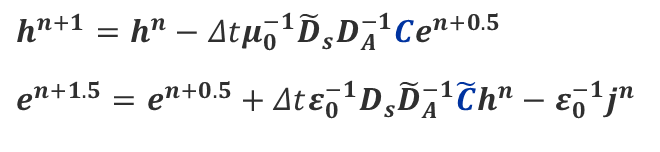 hⁿ⁺¹ = hⁿ − Δtμ₀⁻¹D̃ₛD_A⁻¹Ceⁿ⁺⁰·⁵
eⁿ⁺¹·⁵ = eⁿ⁺⁰·⁵ + Δtε₀⁻¹DₛD̃_A⁻¹C̃hⁿ − ε₀⁻¹jⁿ